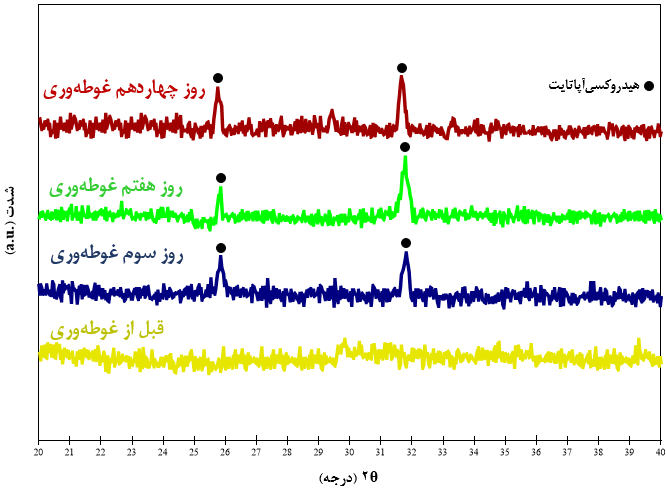 هیدروکسی‌آپاتایت
روز چهاردهم غوطه‌وری
روز هفتم غوطه‌وری
روز سوم غوطه‌وری
قبل از غوطه‌وری
شدت (a.u.)
20 21 22 23 24 25 26 27 28 29 30 31 32 33 34 35 36 37 38 39 40
۲θ (درجه)